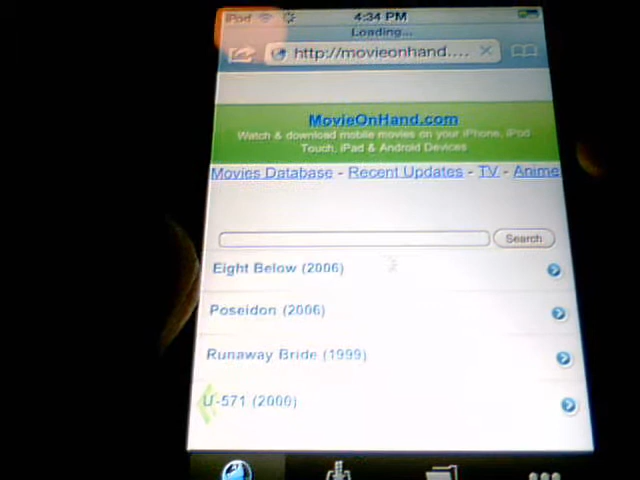 iPod 4:34 PM
Loading...
http://movieonhand....
MovieOnHand.com
Watch & download mobile movies on your iPhone, iPod
Touch, iPad & Android Devices
Movies Database - Recent Updates - TV - Anime
Search
Eight Below (2006)
Poseidon (2006)
Runaway Bride (1999)
U-571 (2000)